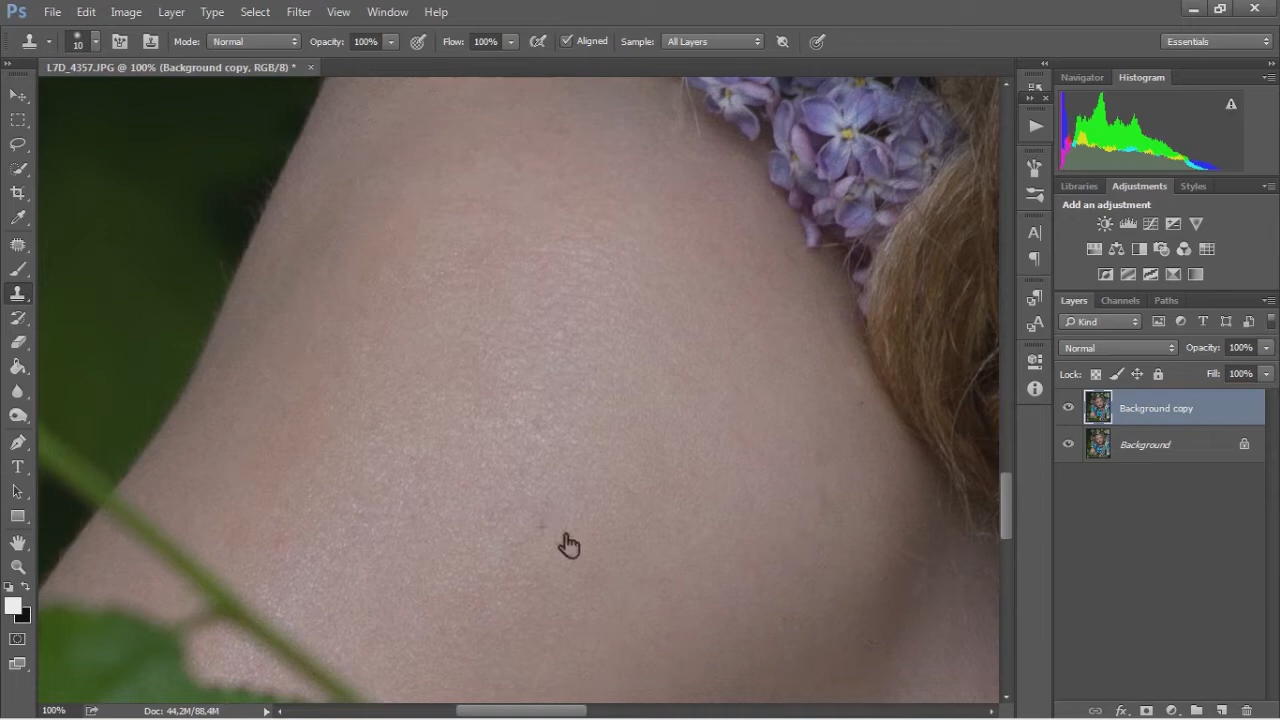 Ps File Edit Image Layer Type Select Filter View Window Help
10 Mode: Normal Opacity: 100% Flow: 100% Aligned Sample: All Layers Essentials
L7D_4357.JPG @ 100% (Background copy, RGB/8) * ×
Navigator Histogram
Libraries Adjustments Styles
Add an adjustment
Layers Channels Paths
Kind
Normal Opacity: 100%
Lock: Fill: 100%
Background copy
Background
100% Doc: 44,2M/88,4M